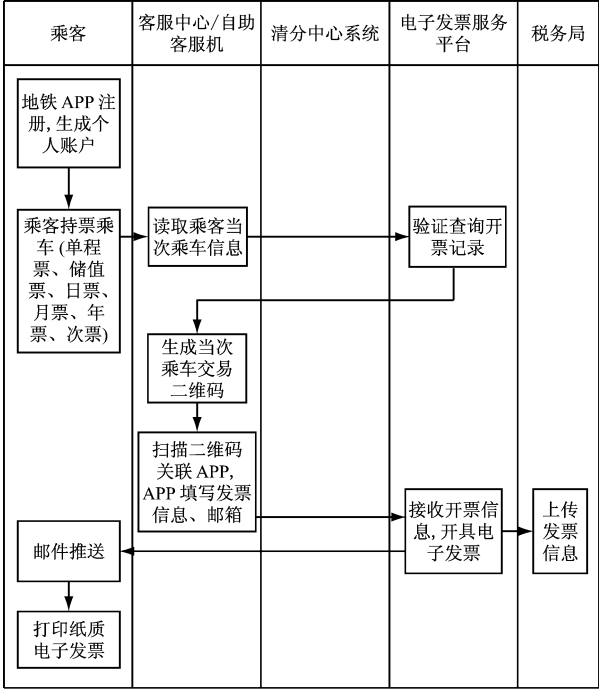 乘客
客服中心/自助
客服机
清分中心系统
电子发票服务
平台
税务局
地铁 APP 注
册, 生成个
人账户
乘客持票乘
车 (单程
票、储值
票、日票、
月票、年
票、次票)
读取乘客当
次乘车信息
验证查询开
票记录
生成当次
乘车交易
二维码
扫描二维码
关联 APP,
APP 填写发票
信息、邮箱
接收开票信
息, 开具电
子发票
上传
发票
信息
邮件推送
打印纸质
电子发票